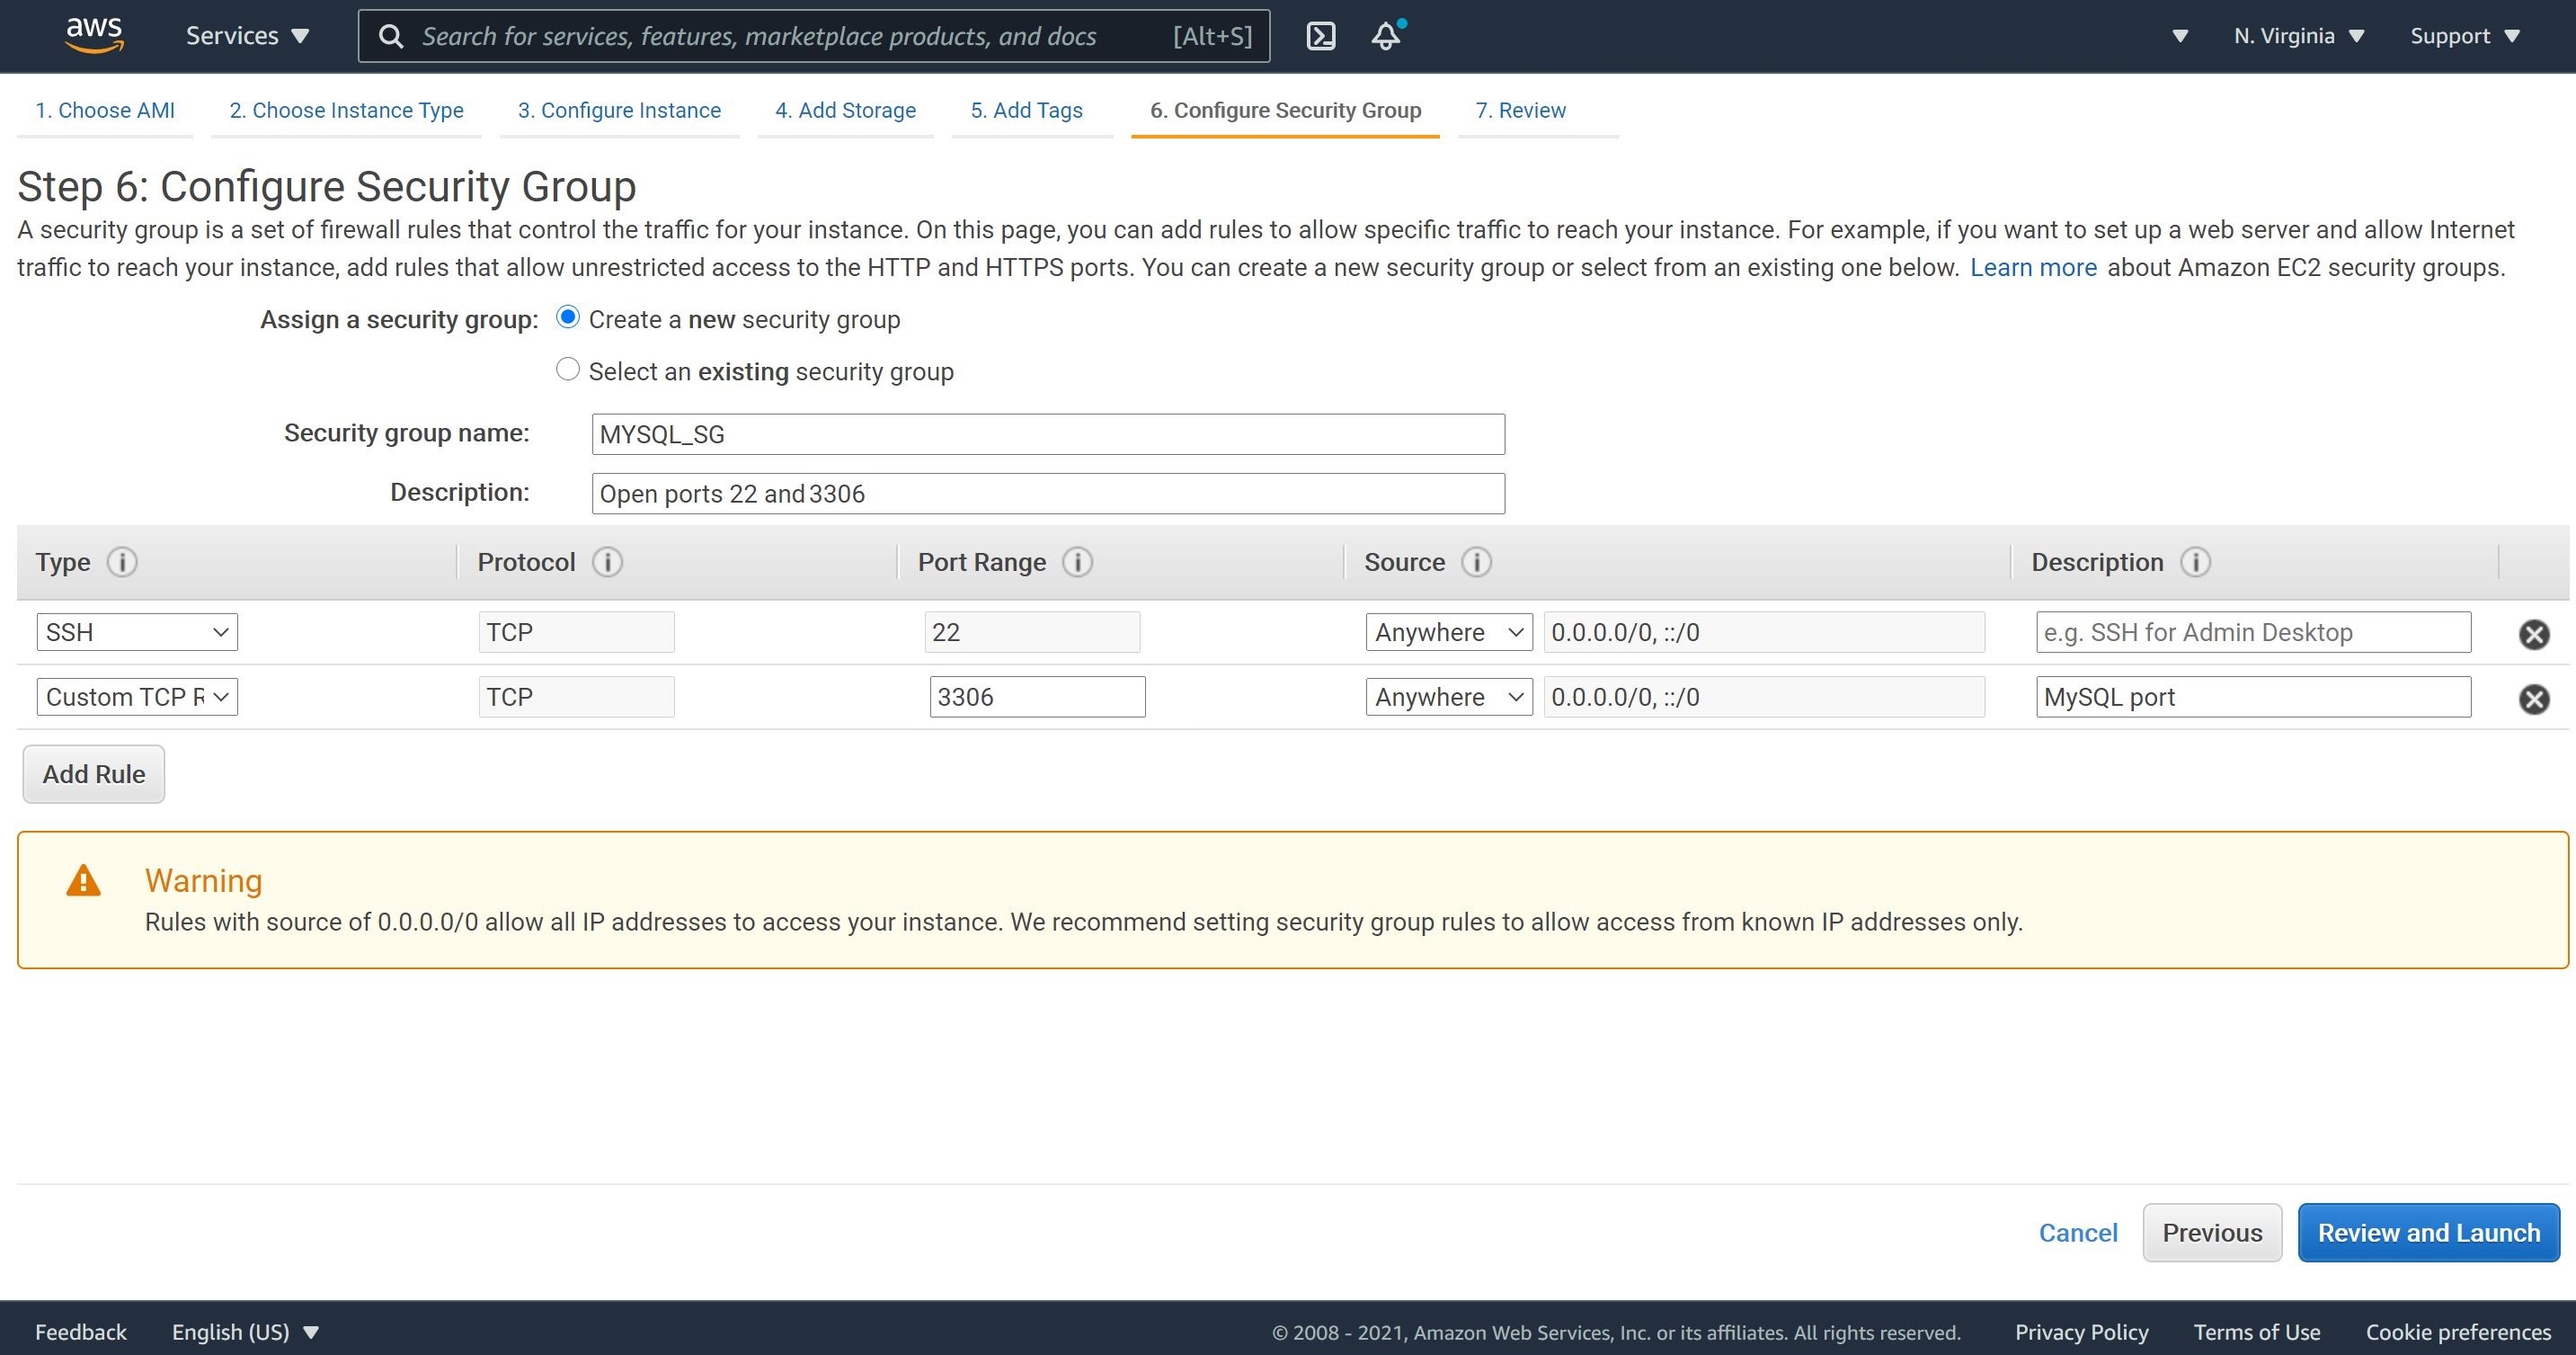 aws Services Search for services, features, marketplace products, and docs [Alt+S] N. Virginia Support
1. Choose AMI 2. Choose Instance Type 3. Configure Instance 4. Add Storage 5. Add Tags 6. Configure Security Group 7. Review
Step 6: Configure Security Group
A security group is a set of firewall rules that control the traffic for your instance. On this page, you can add rules to allow specific traffic to reach your instance. For example, if you want to set up a web server and allow Internet
traffic to reach your instance, add rules that allow unrestricted access to the HTTP and HTTPS ports. You can create a new security group or select from an existing one below. Learn more about Amazon EC2 security groups.
Assign a security group: Create a new security group
Select an existing security group
Security group name: MYSQL_SG
Description: Open ports 22 and 3306
Type i Protocol i Port Range i Source i Description i
SSH TCP 22 Anywhere 0.0.0.0/0, ::/0 e.g. SSH for Admin Desktop
Custom TCP R TCP 3306 Anywhere 0.0.0.0/0, ::/0 MySQL port
Add Rule
Warning
Rules with source of 0.0.0.0/0 allow all IP addresses to access your instance. We recommend setting security group rules to allow access from known IP addresses only.
Cancel Previous Review and Launch
Feedback English (US) © 2008 - 2021, Amazon Web Services, Inc. or its affiliates. All rights reserved. Privacy Policy Terms of Use Cookie preferences